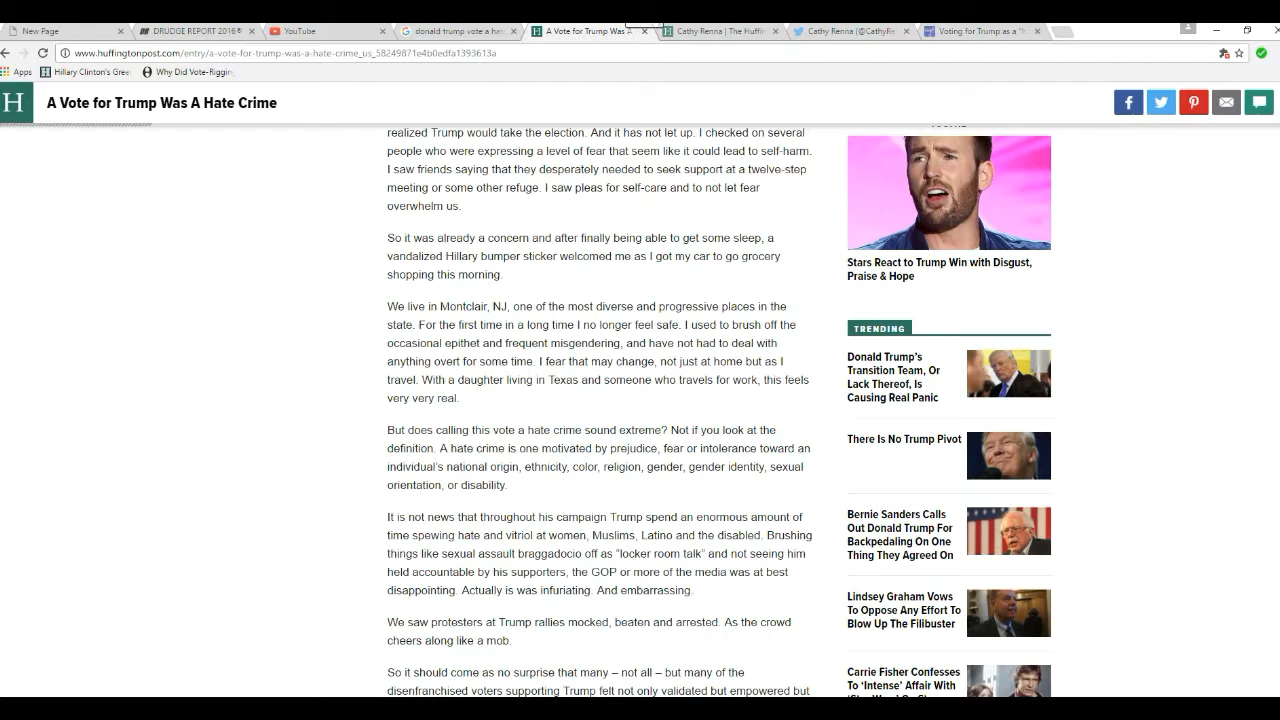 New Page
DRUDGE REPORT 2016®
YouTube
donald trump vote a hate
A Vote for Trump Was A
Cathy Renna | The Huffin
Cathy Renna (@CathyRe
Voting for Trump as a "h
www.huffingtonpost.com/entry/a-vote-for-trump-was-a-hate-crime_us_58249871e4b0edfa1393613a
Apps
Hillary Clinton's Gree
Why Did Vote-Rigging
H
A Vote for Trump Was A Hate Crime
realized Trump would take the election. And it has not let up. I checked on several
people who were expressing a level of fear that seem like it could lead to self-harm.
I saw friends saying that they desperately needed to seek support at a twelve-step
meeting or some other refuge. I saw pleas for self-care and to not let fear
overwhelm us.
So it was already a concern and after finally being able to get some sleep, a
vandalized Hillary bumper sticker welcomed me as I got my car to go grocery
shopping this morning.
We live in Montclair, NJ, one of the most diverse and progressive places in the
state. For the first time in a long time I no longer feel safe. I used to brush off the
occasional epithet and frequent misgendering, and have not had to deal with
anything overt for some time. I fear that may change, not just at home but as I
travel. With a daughter living in Texas and someone who travels for work, this feels
very very real.
But does calling this vote a hate crime sound extreme? Not if you look at the
definition. A hate crime is one motivated by prejudice, fear or intolerance toward an
individual's national origin, ethnicity, color, religion, gender, gender identity, sexual
orientation, or disability.
It is not news that throughout his campaign Trump spend an enormous amount of
time spewing hate and vitriol at women, Muslims, Latino and the disabled. Brushing
things like sexual assault braggadocio off as "locker room talk" and not seeing him
held accountable by his supporters, the GOP or more of the media was at best
disappointing. Actually is was infuriating. And embarrassing.
We saw protesters at Trump rallies mocked, beaten and arrested. As the crowd
cheers along like a mob.
So it should come as no surprise that many – not all – but many of the
disenfranchised voters supporting Trump felt not only validated but empowered but
Stars React to Trump Win with Disgust,
Praise & Hope
TRENDING
Donald Trump's
Transition Team, Or
Lack Thereof, Is
Causing Real Panic
There Is No Trump Pivot
Bernie Sanders Calls
Out Donald Trump For
Backpedaling On One
Thing They Agreed On
Lindsey Graham Vows
To Oppose Any Effort To
Blow Up The Filibuster
Carrie Fisher Confesses
To 'Intense' Affair With